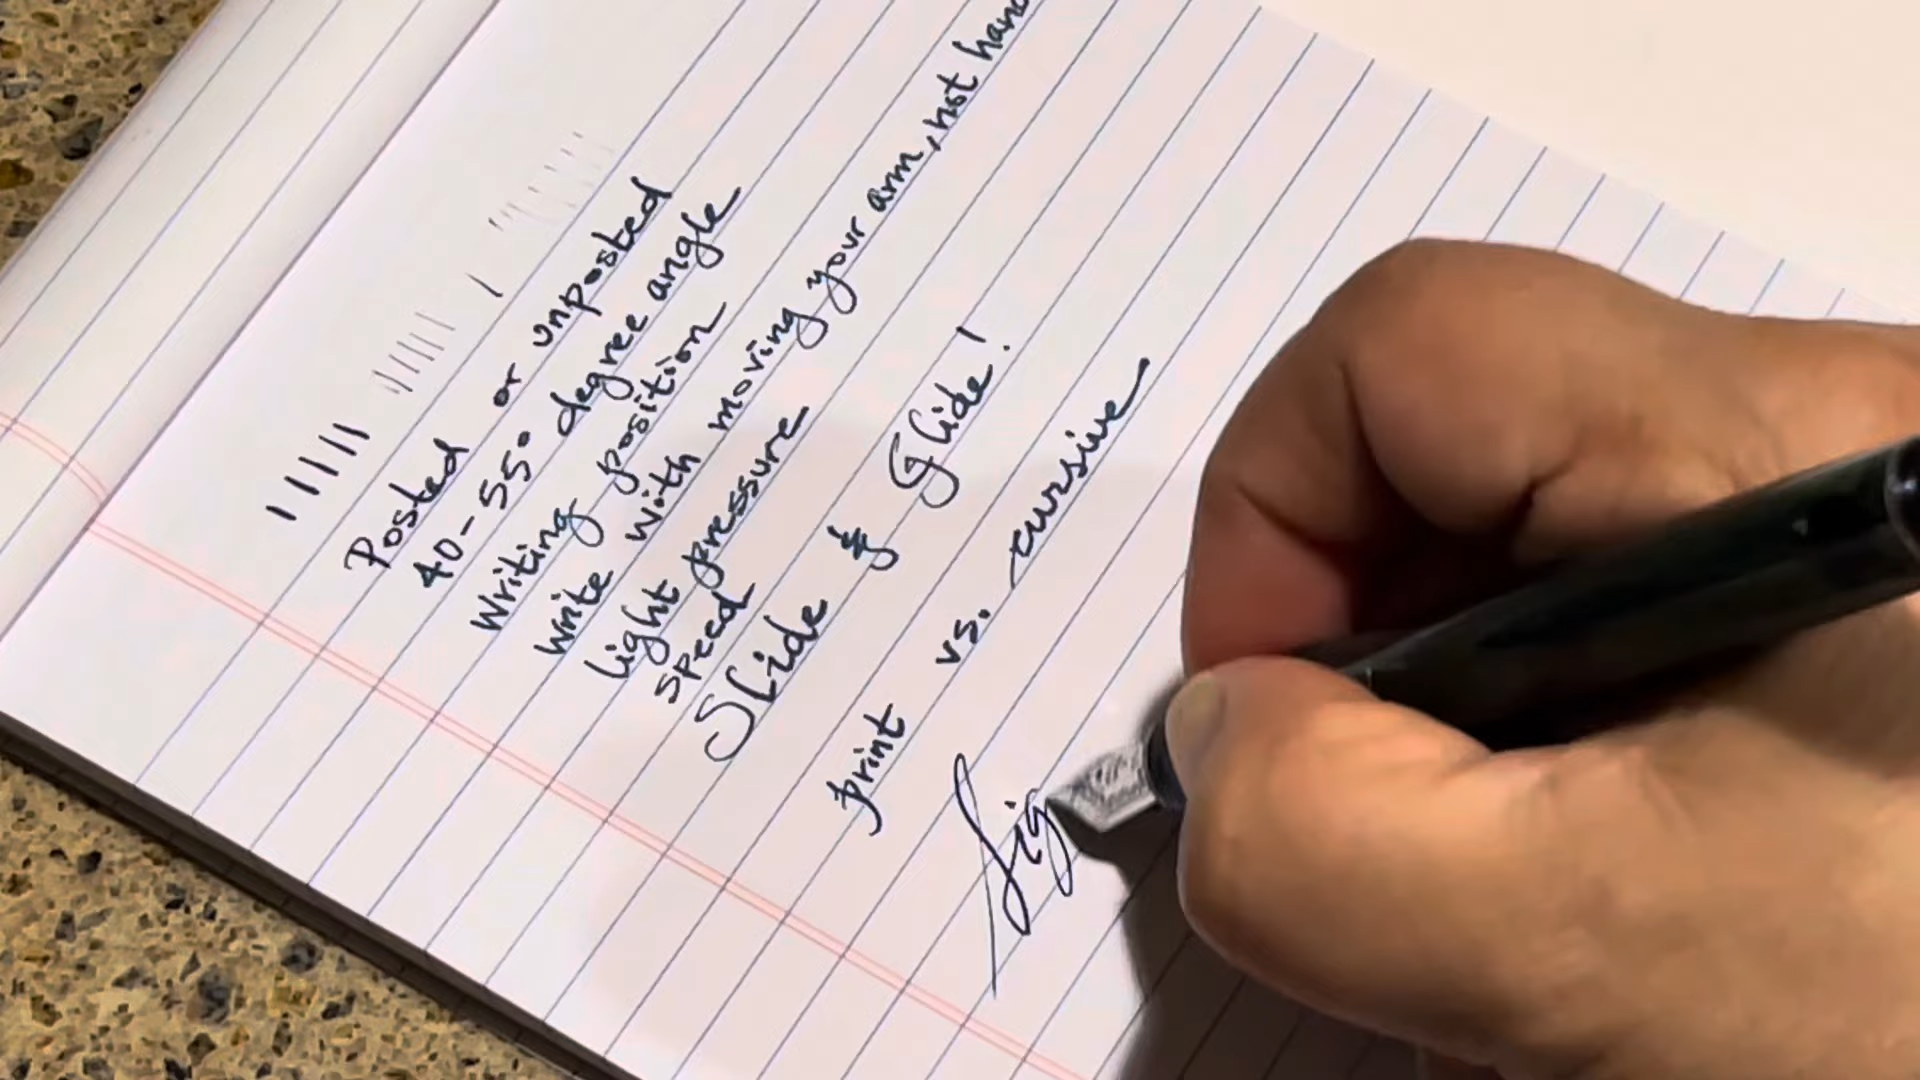 Posted or unposted
40-55° degree angle
Writing position
Write with moving your arm, not hand
Light pressure
speed
Slide & Glide!
print vs. cursive
Sig